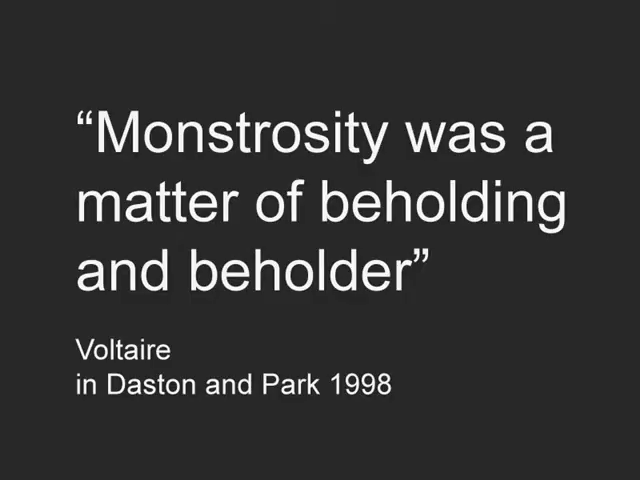 “Monstrosity was a
matter of beholding
and beholder”
Voltaire
in Daston and Park 1998